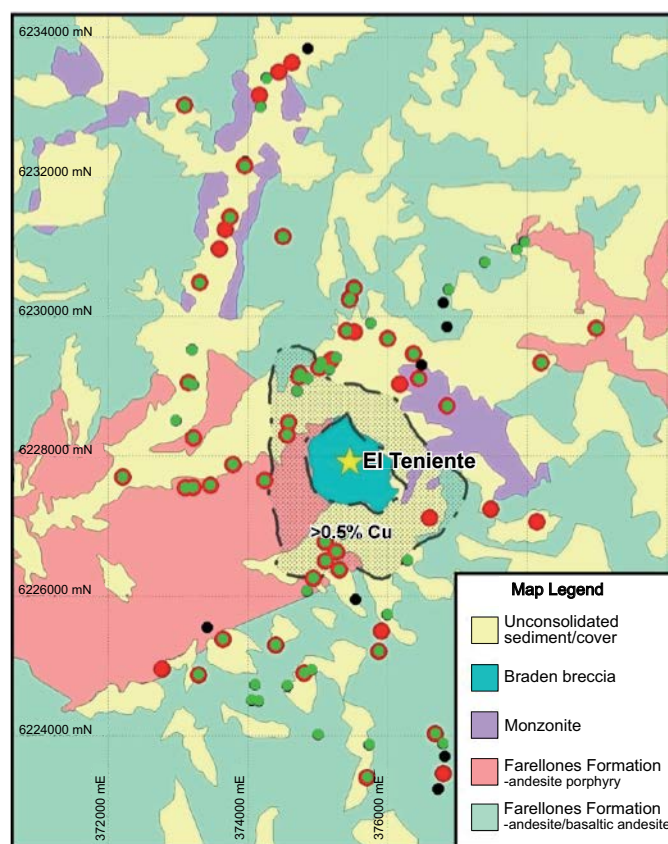 6234000 mN
6232000 mN
6230000 mN
6228000 mN
El Teniente
>0.5% Cu
6226000 mN
6224000 mN
372000 mE
374000 mE
376000 mE
Map Legend
Unconsolidated
sediment/cover
Braden breccia
Monzonite
Farellones Formation
-andesite porphyry
Farellones Formation
-andesite/basaltic andesite